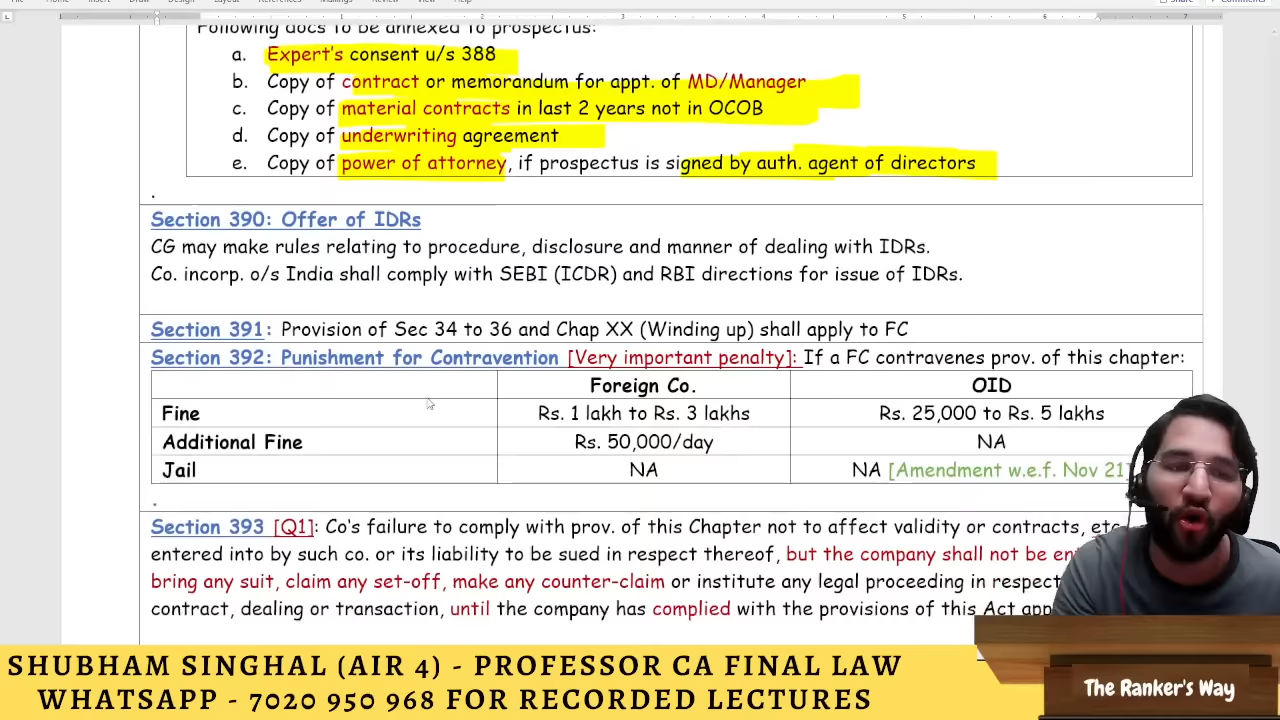 Following docs to be annexed to prospectus:
a. Expert's consent u/s 388
b. Copy of contract or memorandum for appt. of MD/Manager
c. Copy of material contracts in last 2 years not in OCOB
d. Copy of underwriting agreement
e. Copy of power of attorney, if prospectus is signed by auth. agent of directors
.
Section 390: Offer of IDRs
CG may make rules relating to procedure, disclosure and manner of dealing with IDRs.
Co. incorp. o/s India shall comply with SEBI (ICDR) and RBI directions for issue of IDRs.
Section 391: Provision of Sec 34 to 36 and Chap XX (Winding up) shall apply to FC
Section 392: Punishment for Contravention [Very important penalty]: If a FC contravenes prov. of this chapter:
Foreign Co. OID
Fine Rs. 1 lakh to Rs. 3 lakhs Rs. 25,000 to Rs. 5 lakhs
Additional Fine Rs. 50,000/day NA
Jail NA NA [Amendment w.e.f. Nov 21]
.
Section 393 [Q1]: Co's failure to comply with prov. of this Chapter not to affect validity or contracts, etc
entered into by such co. or its liability to be sued in respect thereof, but the company shall not be
bring any suit, claim any set-off, make any counter-claim or institute any legal proceeding in respect
contract, dealing or transaction, until the company has complied with the provisions of this Act
SHUBHAM SINGHAL (AIR 4) - PROFESSOR CA FINAL LAW
WHATSAPP - 7020 950 968 FOR RECORDED LECTURES
The Ranker's Way